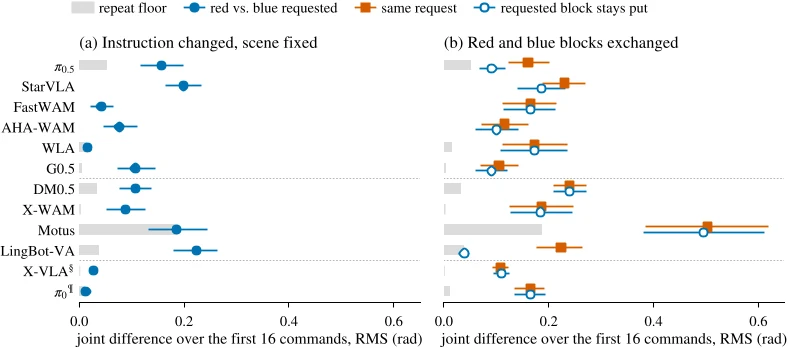 repeat floor red vs. blue requested same request requested block stays put
(a) Instruction changed, scene fixed
(b) Red and blue blocks exchanged
π0.5
StarVLA
FastWAM
AHA-WAM
WLA
G0.5
DM0.5
X-WAM
Motus
LingBot-VA
X-VLA§
π0¶
0.0 0.2 0.4 0.6
0.0 0.2 0.4 0.6
joint difference over the first 16 commands, RMS (rad)
joint difference over the first 16 commands, RMS (rad)